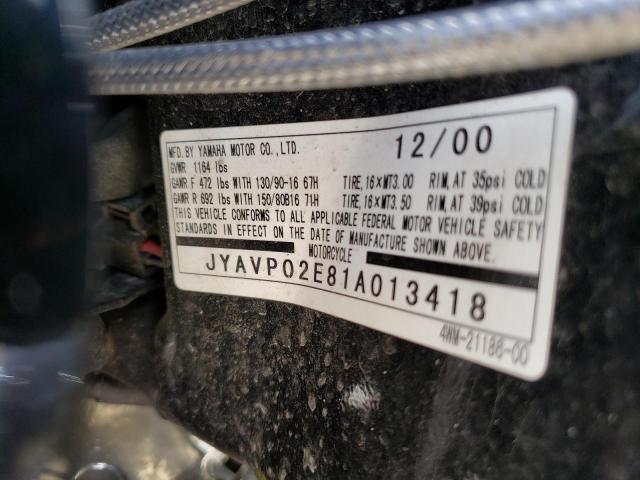 MFD. BY YAMAHA MOTOR CO., LTD. 12/00
GVWR 1164 lbs
GAWR F 472 lbs WITH 130/90-16 67H TIRE, 16×MT3.00 RIM, AT 35psi COLD
GAWR R 692 lbs WITH 150/80B16 71H TIRE, 16×MT3.50 RIM, AT 39psi COLD
THIS VEHICLE CONFORMS TO ALL APPLICABLE FEDERAL MOTOR VEHICLE SAFETY
STANDARDS IN EFFECT ON THE DATE OF MANUFACTURE SHOWN ABOVE.
MOTORCYCLE
JYAVP02E81A013418
4WM-21186-00